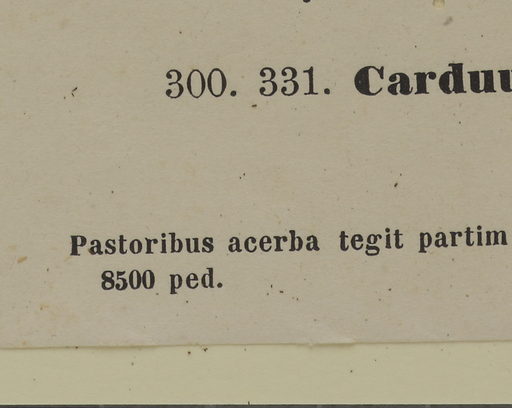 300. 331. Carduu
Pastoribus acerba tegit partim
8500 ped.